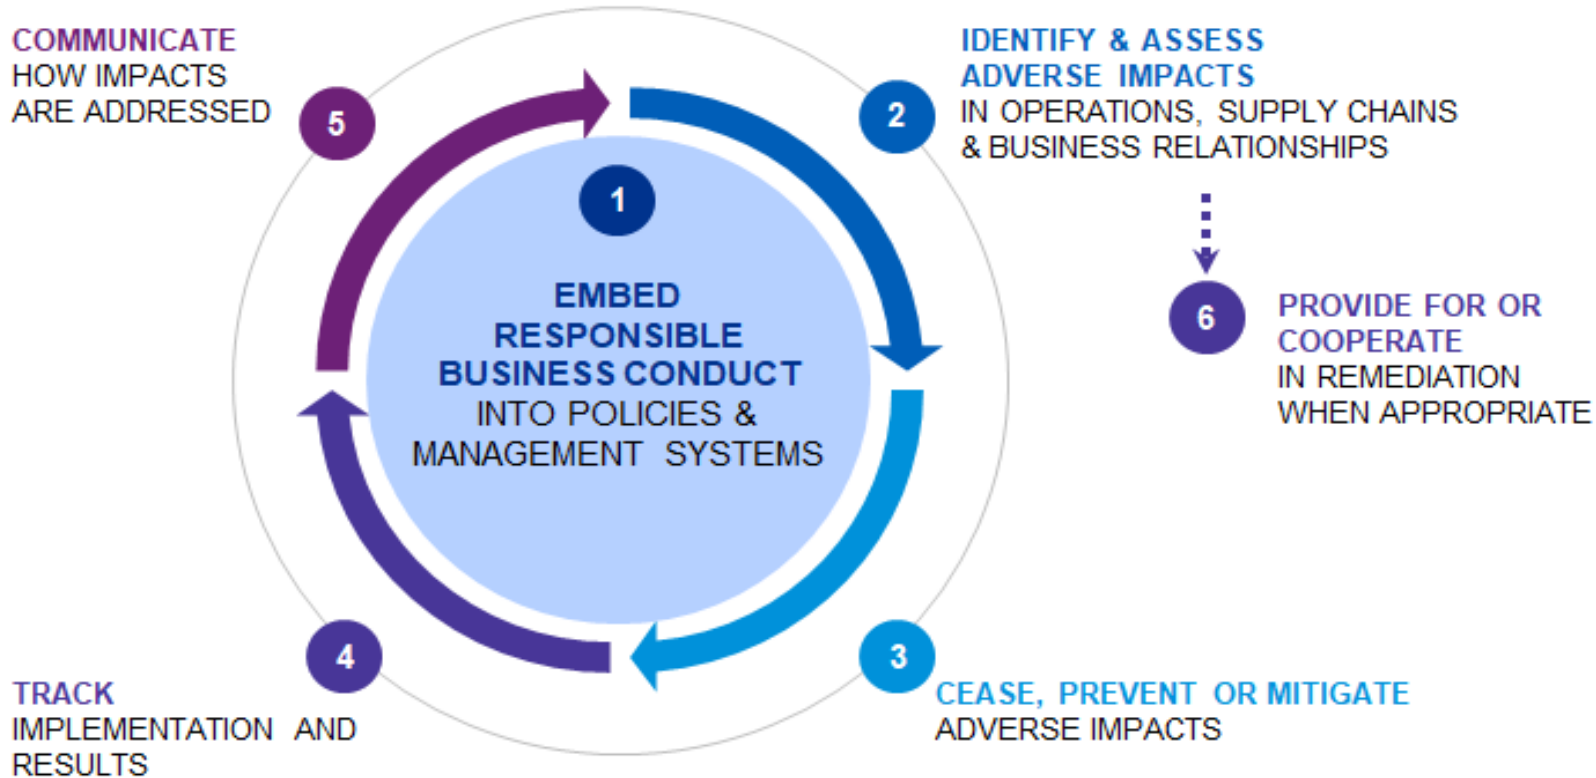 COMMUNICATE
HOW IMPACTS
ARE ADDRESSED
5
2
IDENTIFY & ASSESS
ADVERSE IMPACTS
IN OPERATIONS, SUPPLY CHAINS
& BUSINESS RELATIONSHIPS
1
EMBED
RESPONSIBLE
BUSINESS CONDUCT
INTO POLICIES &
MANAGEMENT SYSTEMS
6
PROVIDE FOR OR
COOPERATE
IN REMEDIATION
WHEN APPROPRIATE
4
TRACK
IMPLEMENTATION AND
RESULTS
3
CEASE, PREVENT OR MITIGATE
ADVERSE IMPACTS